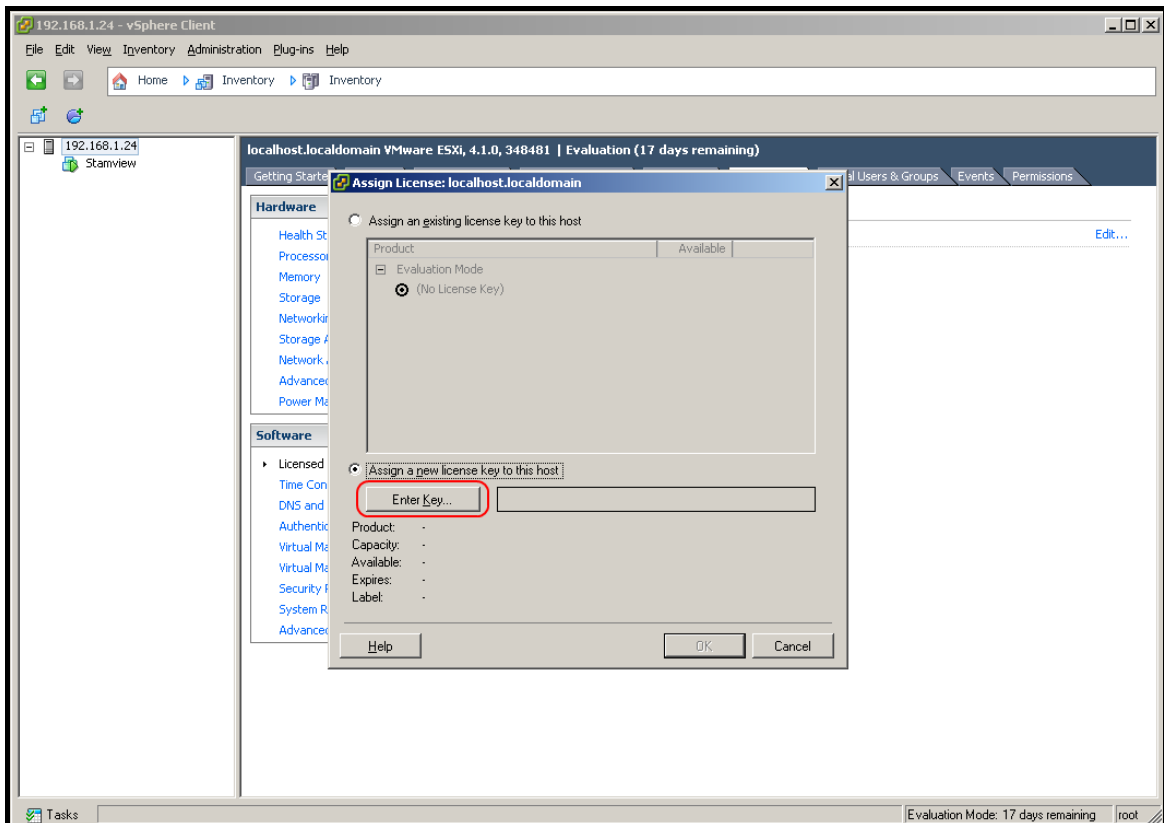 192.168.1.24 - vSphere Client
File Edit View Inventory Administration Plug-ins Help
Home Inventory Inventory
192.168.1.24
Stamview
localhost.localdomain VMware ESXi, 4.1.0, 348481 | Evaluation (17 days remaining)
Getting Starte
al Users & Groups Events Permissions
Hardware
Health St
Processor
Memory
Storage
Networkin
Storage A
Network
Advanced
Power Ma
Software
Licensed
Time Con
DNS and
Authentic
Virtual Ma
Virtual Ma
Security P
System R
Advanced
Edit...
Assign License: localhost.localdomain
Assign an existing license key to this host
Product Available
Evaluation Mode
(No License Key)
Assign a new license key to this host
Enter Key...
Product: -
Capacity: -
Available: -
Expires: -
Label: -
Help OK Cancel
Tasks
Evaluation Mode: 17 days remaining root